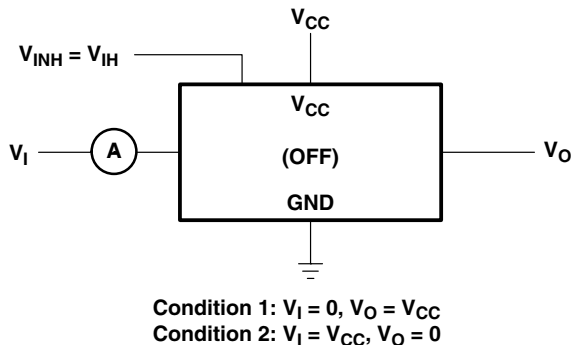 V_CC
V_INH = V_IH
V_CC
V_I
A
(OFF)
V_O
GND
Condition 1: V_I = 0, V_O = V_CC
Condition 2: V_I = V_CC, V_O = 0